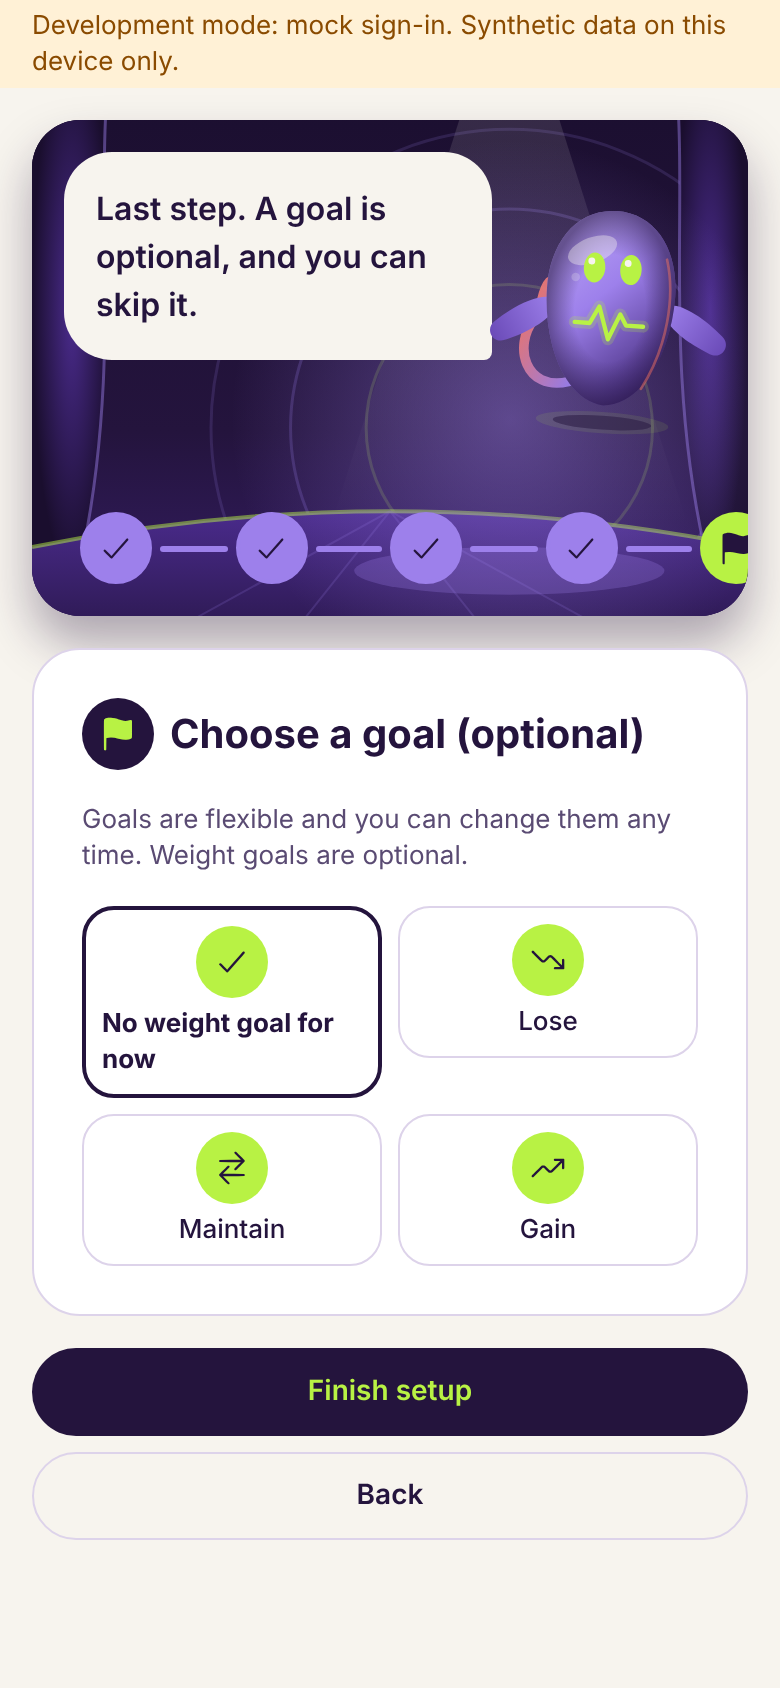 Development mode: mock sign-in. Synthetic data on this
device only.
Last step. A goal is
optional, and you can
skip it.
Choose a goal (optional)
Goals are flexible and you can change them any
time. Weight goals are optional.
No weight goal for
now
Lose
Maintain
Gain
Finish setup
Back